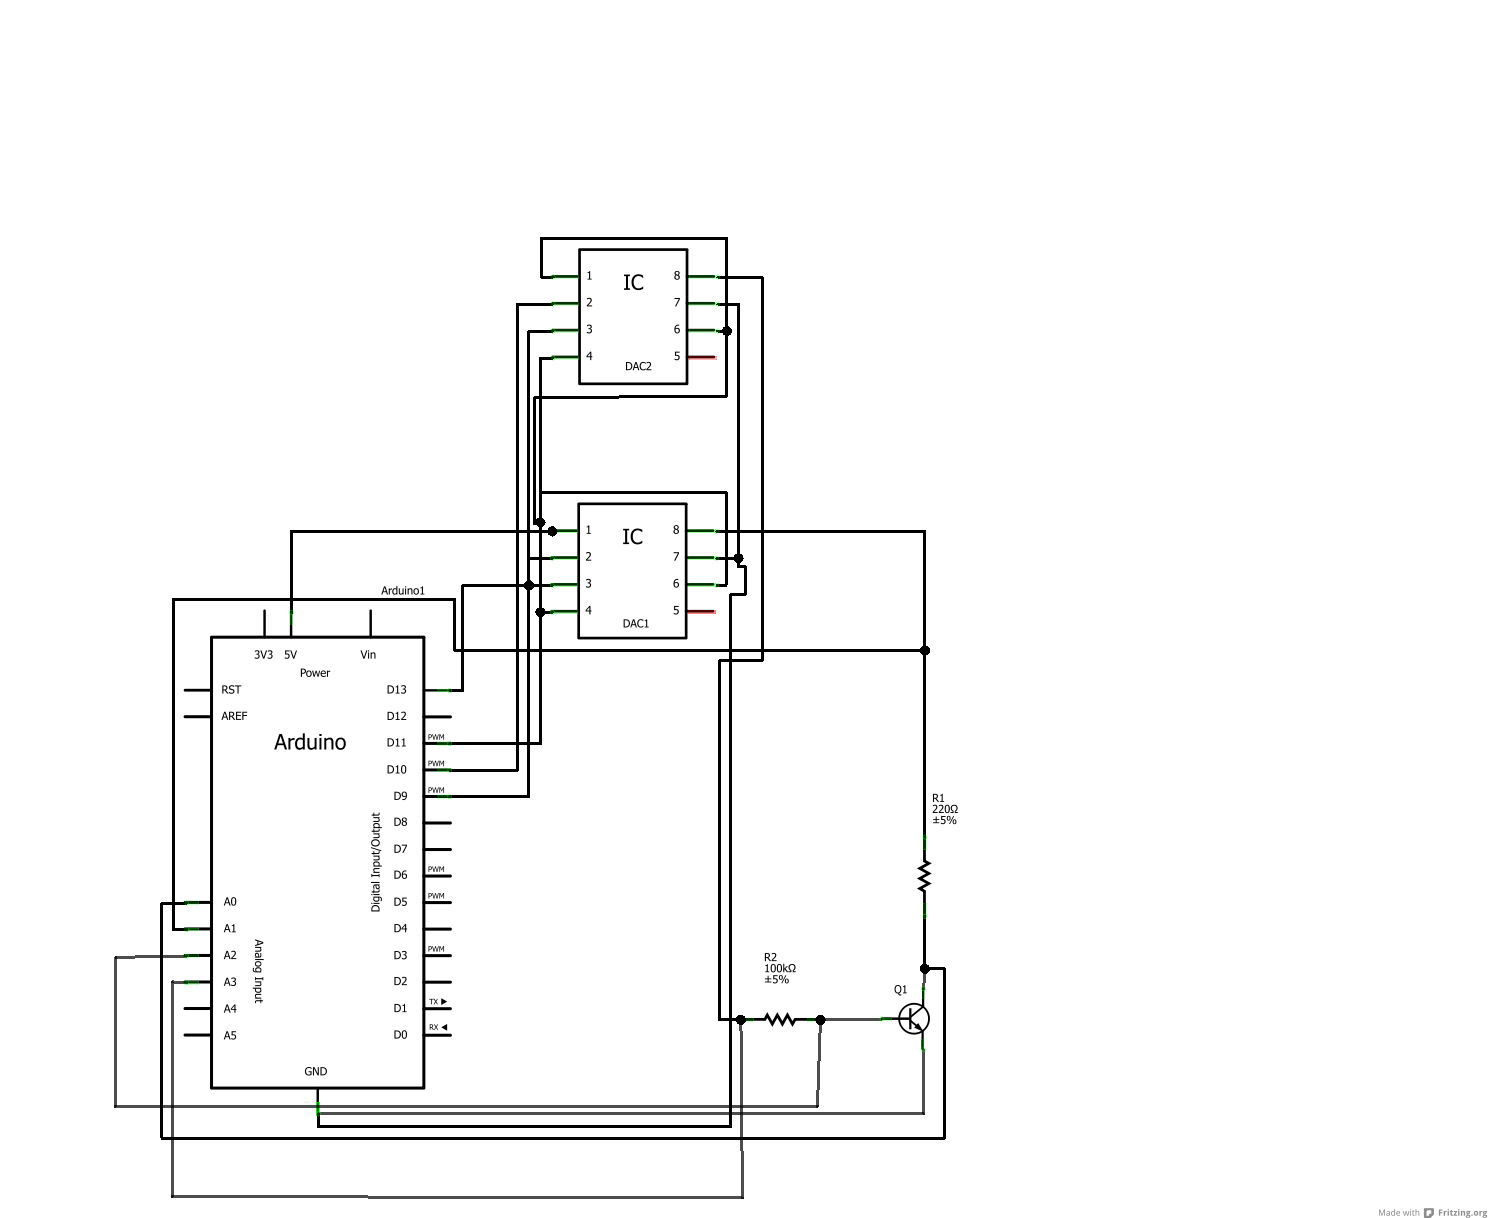 1
IC
8
2
7
3
6
4
5
DAC2
1
IC
8
2
7
3
6
4
5
DAC1
Arduino1
3V3 5V Vin
Power
RST
AREF
Arduino
D13
D12
D11 PWM
D10 PWM
D9 PWM
D8
D7
D6 PWM
D5 PWM
D4
D3 PWM
D2
D1 TX
D0 RX
Digital Input/Output
A0
A1
A2
A3
A4
A5
Analog Input
GND
R1
220Ω
±5%
R2
100kΩ
±5%
Q1
Made with Fritzing.org